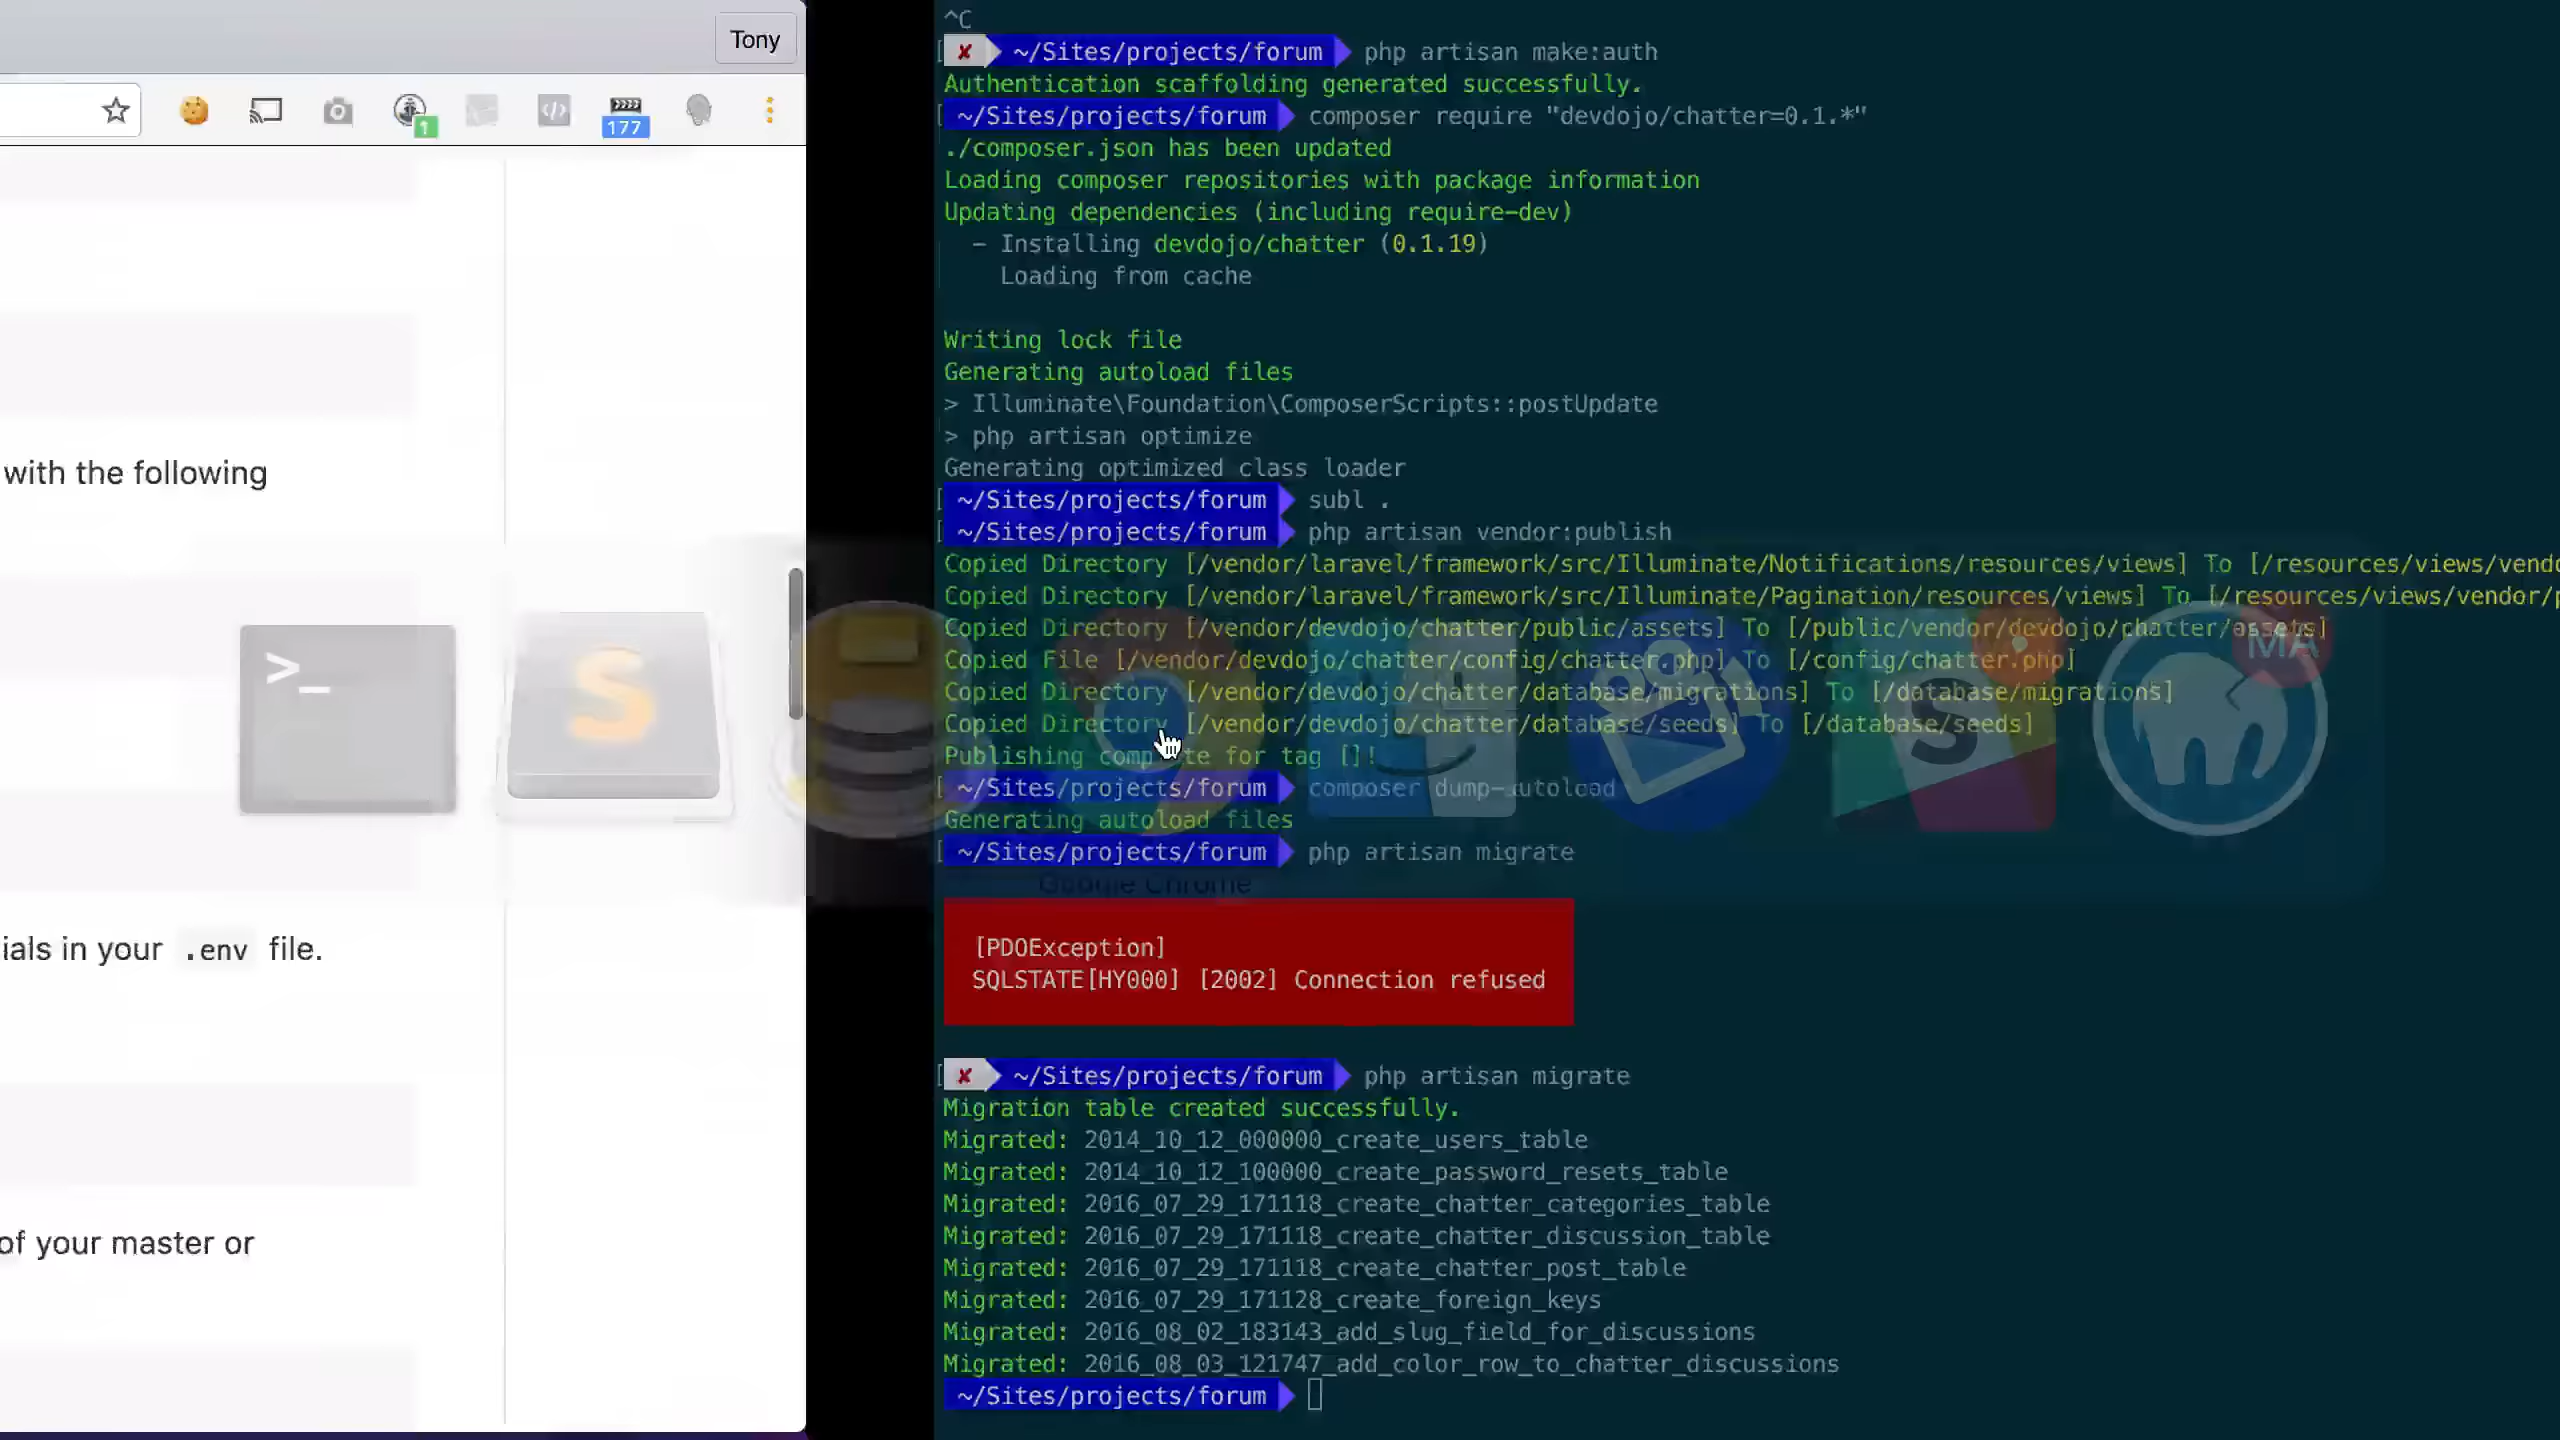 Tony
1
177
with the following
ials in your .env file.
of your master or
>_
^C
✘ ~/Sites/projects/forum php artisan make:auth
Authentication scaffolding generated successfully.
~/Sites/projects/forum composer require "devdojo/chatter=0.1.*"
./composer.json has been updated
Loading composer repositories with package information
Updating dependencies (including require-dev)
- Installing devdojo/chatter (0.1.19)
Loading from cache
Writing lock file
Generating autoload files
> Illuminate\Foundation\ComposerScripts::postUpdate
> php artisan optimize
Generating optimized class loader
~/Sites/projects/forum subl .
~/Sites/projects/forum php artisan vendor:publish
Copied Directory [/vendor/laravel/framework/src/Illuminate/Notifications/resources/views] To [/resources/views/vend
Copied Directory [/vendor/laravel/framework/src/Illuminate/Pagination/resources/views] To [/resources/views/vendor/p
Copied Directory [/vendor/devdojo/chatter/public/assets] To [/public/vendor/devdojo/chatter/assets]
Copied File [/vendor/devdojo/chatter/config/chatter.php] To [/config/chatter.php]
Copied Directory [/vendor/devdojo/chatter/database/migrations] To [/database/migrations]
Copied Directory [/vendor/devdojo/chatter/database/seeds] To [/database/seeds]
Publishing complete for tag []!
~/Sites/projects/forum composer dump-autoload
Generating autoload files
~/Sites/projects/forum php artisan migrate
Google Chrome
MA
[PDOException]
SQLSTATE[HY000] [2002] Connection refused
✘ ~/Sites/projects/forum php artisan migrate
Migration table created successfully.
Migrated: 2014_10_12_000000_create_users_table
Migrated: 2014_10_12_100000_create_password_resets_table
Migrated: 2016_07_29_171118_create_chatter_categories_table
Migrated: 2016_07_29_171118_create_chatter_discussion_table
Migrated: 2016_07_29_171118_create_chatter_post_table
Migrated: 2016_07_29_171128_create_foreign_keys
Migrated: 2016_08_02_183143_add_slug_field_for_discussions
Migrated: 2016_08_03_121747_add_color_row_to_chatter_discussions
~/Sites/projects/forum